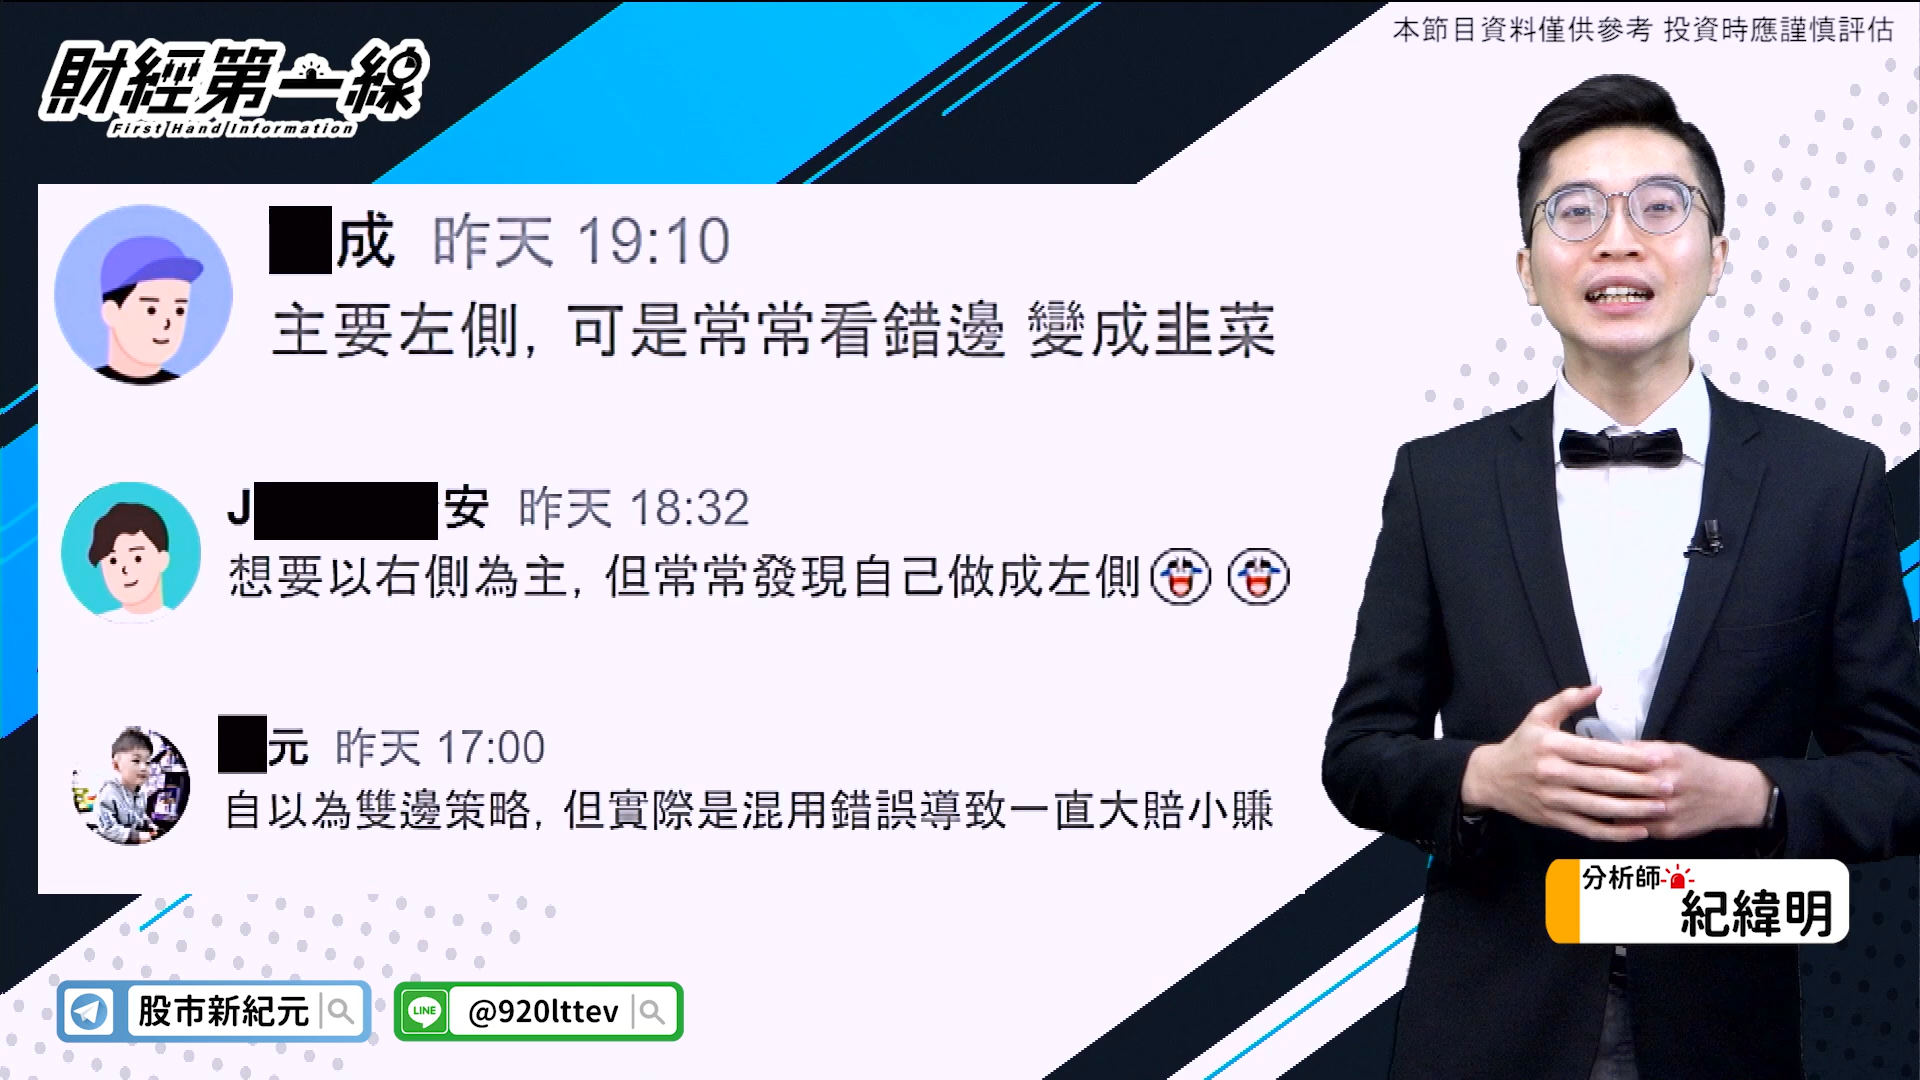 本節目資料僅供參考 投資時應謹慎評估
財經第一線
First Hand Information
成 昨天 19:10
主要左側, 可是常常看錯邊 變成韭菜
J 安 昨天 18:32
想要以右側為主, 但常常發現自己做成左側
元 昨天 17:00
自以為雙邊策略, 但實際是混用錯誤導致一直大賠小賺
分析師
紀緯明
股市新紀元
LINE @920lttev